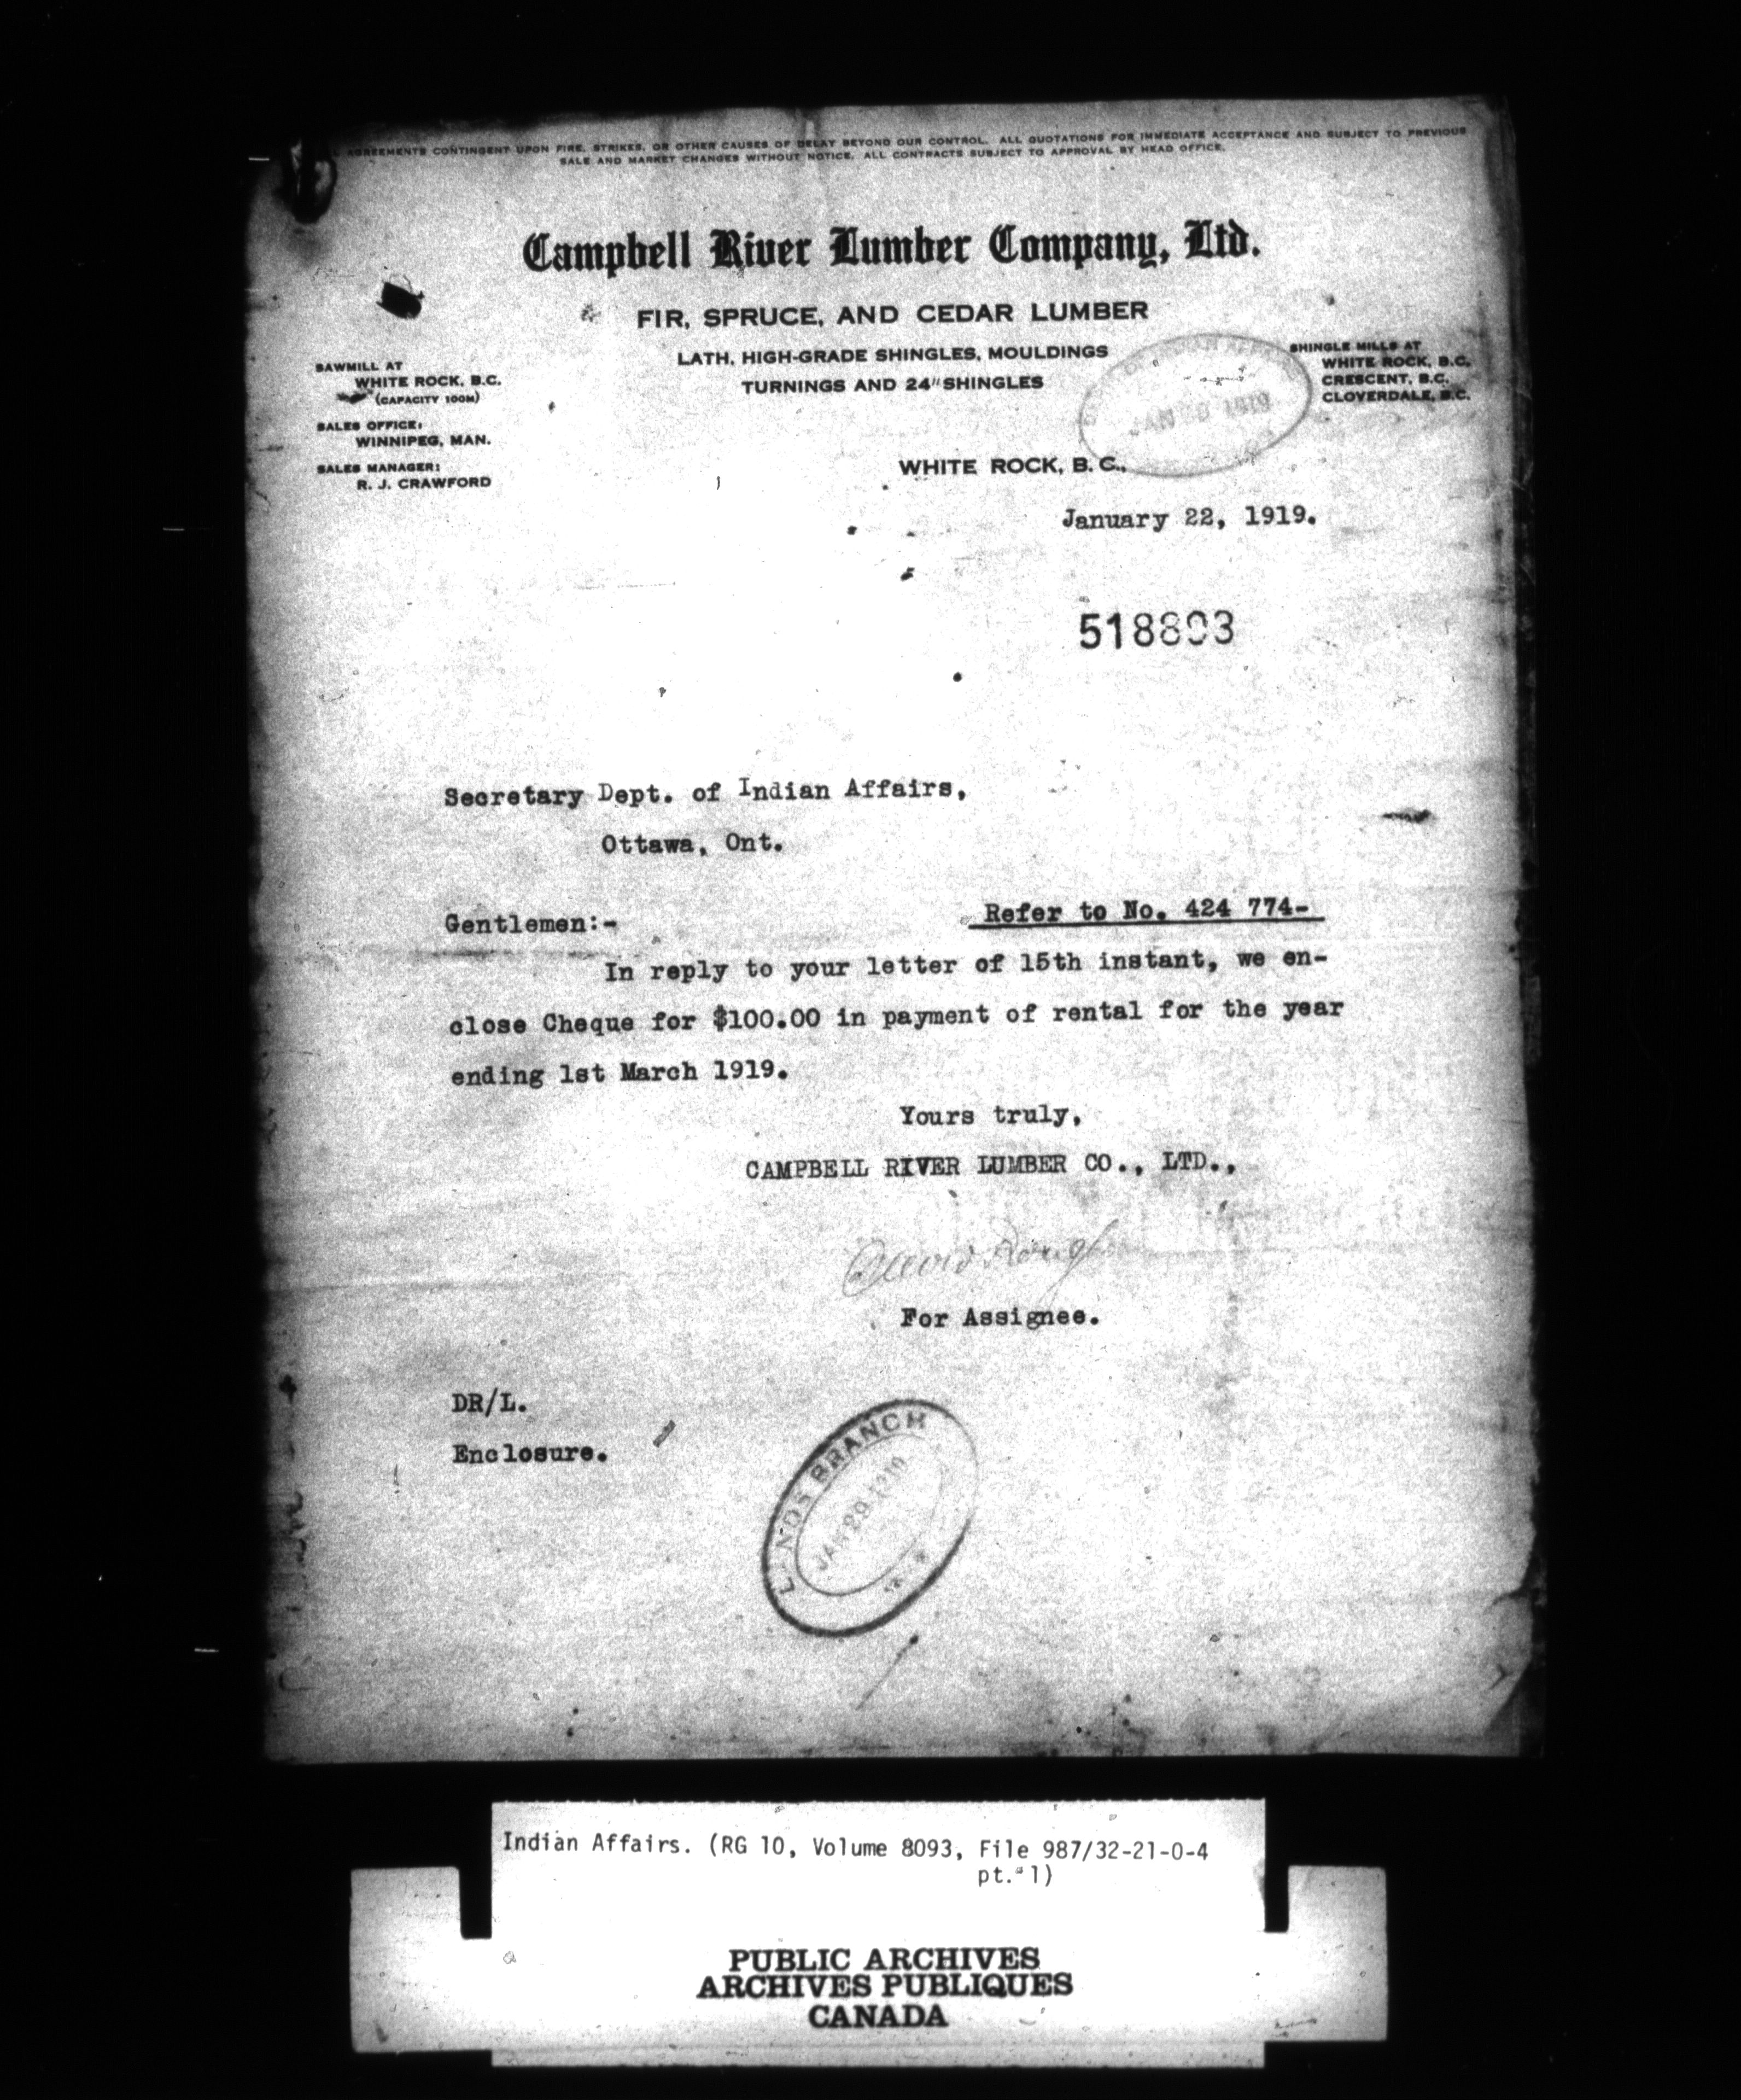 AGREEMENTS CONTINGENT UPON FIRE, STRIKES, OR OTHER CAUSES OF DELAY BEYOND OUR CONTROL. ALL QUOTATIONS FOR IMMEDIATE ACCEPTANCE AND SUBJECT TO PREVIOUS
SALE AND MARKET CHANGES WITHOUT NOTICE. ALL CONTRACTS SUBJECT TO APPROVAL BY HEAD OFFICE.
Campbell River Lumber Company, Ltd.
FIR, SPRUCE, AND CEDAR LUMBER
LATH, HIGH-GRADE SHINGLES, MOULDINGS
TURNINGS AND 24" SHINGLES
SAWMILL AT
WHITE ROCK, B.C.
(CAPACITY 100M)
SALES OFFICE:
WINNIPEG, MAN.
SALES MANAGER:
R. J. CRAWFORD
SHINGLE MILLS AT
WHITE ROCK, B.C.
CRESCENT, B.C.
CLOVERDALE, B.C.
JAN 1919
WHITE ROCK, B. C.,
January 22, 1919.
518893
Secretary Dept. of Indian Affairs,
Ottawa, Ont.
Gentlemen:-
Refer to No. 424 774-
In reply to your letter of 15th instant, we en-
close Cheque for $100.00 in payment of rental for the year
ending 1st March 1919.
Yours truly,
CAMPBELL RIVER LUMBER CO., LTD.,
David
For Assignee.
DR/L.
Enclosure.
LANDS BRANCH
JAN 29 1919
Indian Affairs. (RG 10, Volume 8093, File 987/32-21-0-4
pt. 1)
PUBLIC ARCHIVES
ARCHIVES PUBLIQUES
CANADA